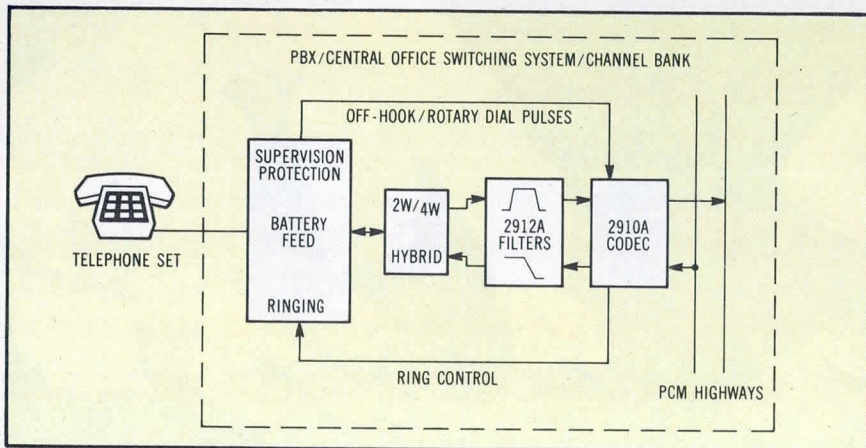 PBX/CENTRAL OFFICE SWITCHING SYSTEM/CHANNEL BANK
OFF-HOOK/ROTARY DIAL PULSES
SUPERVISION
PROTECTION
BATTERY
FEED
RINGING
TELEPHONE SET
2W/4W
HYBRID
2912A
FILTERS
2910A
CODEC
RING CONTROL
PCM HIGHWAYS